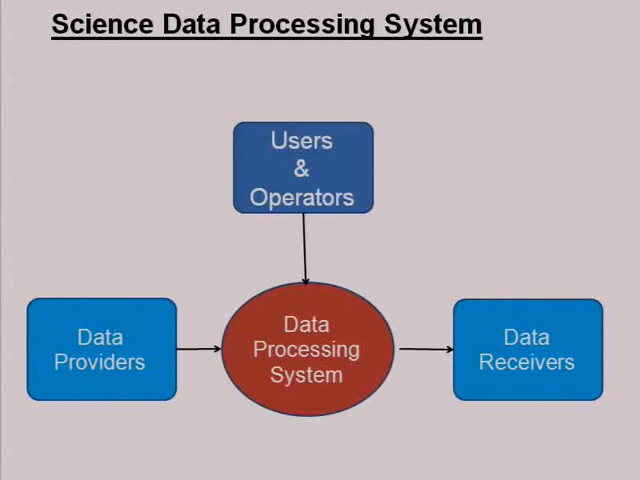 Science Data Processing System
Users
&
Operators
Data
Providers
Data
Processing
System
Data
Receivers